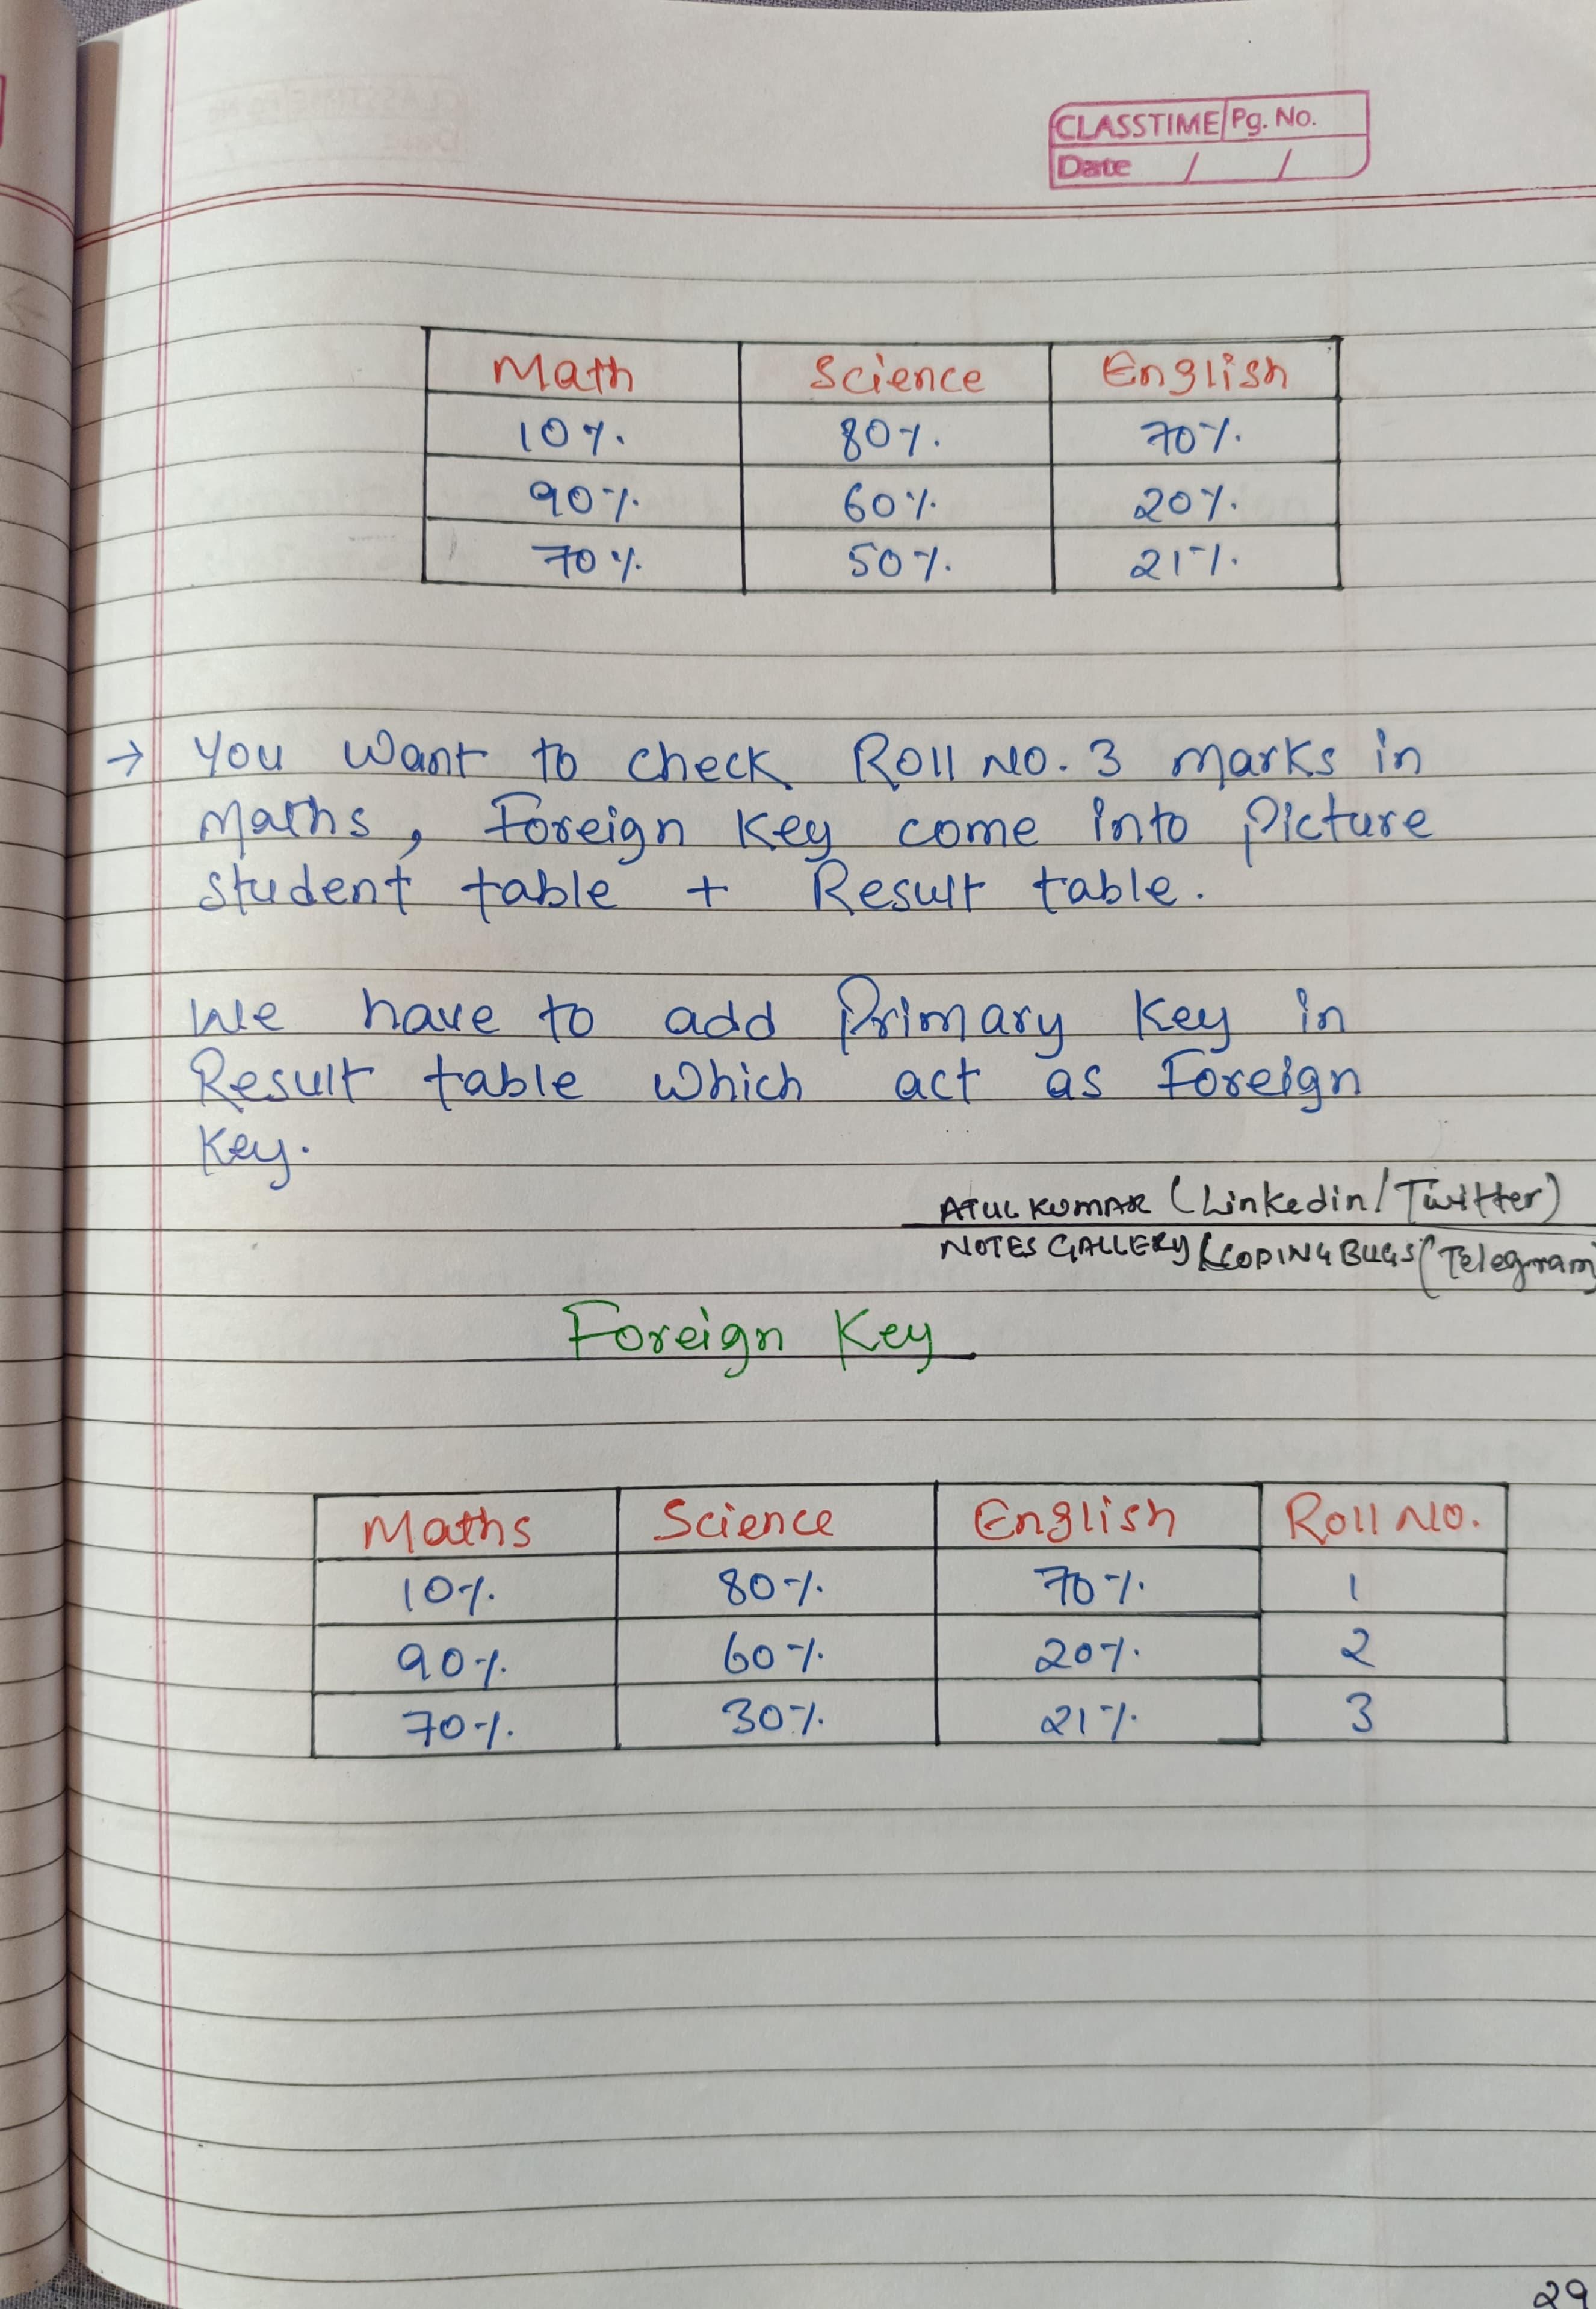 CLASSTIME Pg. No.
Date / /
Math Science English
10% 80% 70%
90% 60% 20%
70% 50% 21%
→ You want to check Roll No. 3 marks in
Maths, Foreign Key come into Picture
student table + Result table.
We have to add Primary Key in
Result table which act as Foreign
Key.
ATUL KUMAR (Linkedin/Twitter)
NOTES GALLERY/CODING BUGS (Telegram)
Foreign Key
Maths Science English Roll No.
10% 80% 70% 1
90% 60% 20% 2
70% 30% 21% 3
29